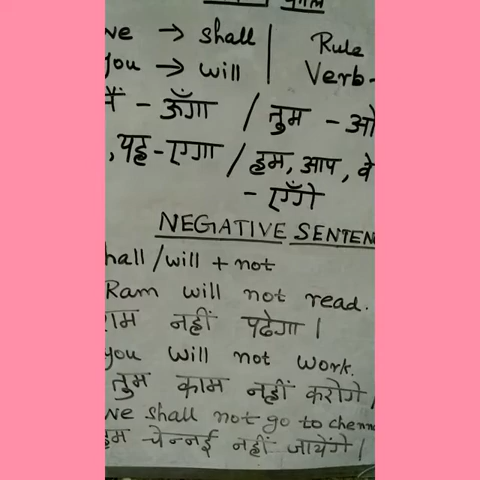 we → shall | Rule
you → will | Verb-
मैं - ऊँगा / तुम - ओ
, यह - एगा / हम, आप, वे
- एँगे
NEGATIVE SENTEN
hall / will + not
Ram will not read.
राम नहीं पढेगा |
you will not work.
तुम काम नहीं करोगे |
we shall not go to chenn
हम चेन्नई नहीं जायेंगे |